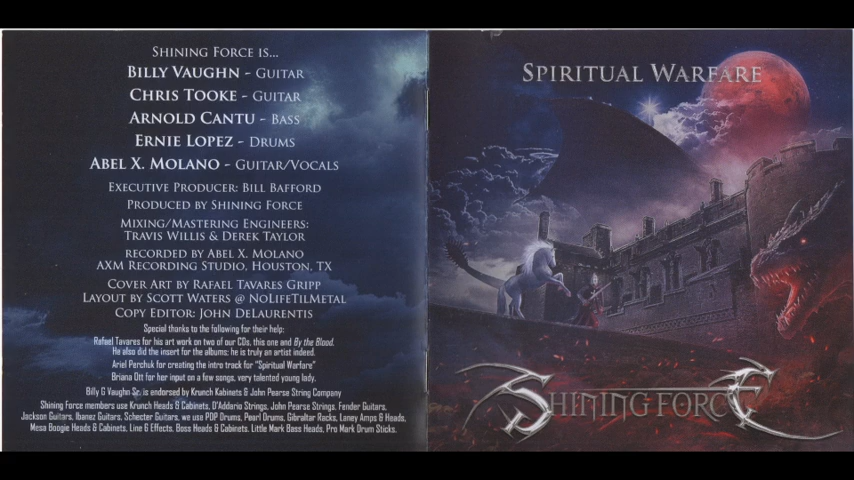 Shining Force is...
Billy Vaughn - Guitar
Chris Tooke - Guitar
Arnold Cantu - Bass
Ernie Lopez - Drums
Abel X. Molano - Guitar/Vocals
Executive Producer: Bill Bafford
Produced by Shining Force
Mixing/Mastering Engineers:
Travis Willis & Derek Taylor
recorded by Abel X. Molano
AXM Recording Studio, Houston, TX
Cover Art by Rafael Tavares Gripp
Layout by Scott Waters @ NoLifeTilMetal
Copy Editor: John DeLaurentis
Special thanks to the following for their help:
Rafael Tavares for his art work on two of our CDs, this one and By the Blood.
He also did the insert for the albums; he is truly an artist indeed.
Ariel Perchuk for creating the intro track for "Spiritual Warfare"
Briana Ott for her input on a few songs, very talented young lady.
Billy G Vaughn Sr. is endorsed by Krunch Kabinets & John Pearse String Company
Shining Force members use Krunch Heads & Cabinets, D'Addario Strings, John Pearse Strings, Fender Guitars,
Jackson Guitars, Ibanez Guitars, Schecter Guitars, we use PDP Drums, Pearl Drums, Gibraltar Racks, Laney Amps & Heads,
Mesa Boogie Heads & Cabinets, Line 6 Effects, Boss Heads & Cabinets, Little Mark Bass Heads, Pro Mark Drum Sticks.
Spiritual Warfare
Shining Force